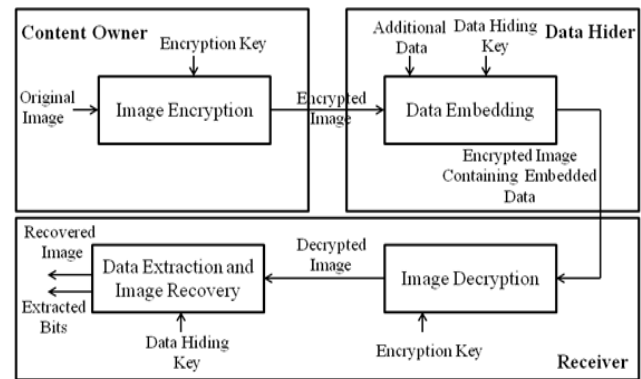 Content Owner
Encryption Key
Original
Image
Image Encryption
Encrypted
Image
Additional
Data
Data Hiding
Key
Data Hider
Data Embedding
Encrypted Image
Containing Embedded
Data
Recovered
Image
Extracted
Bits
Data Extraction and
Image Recovery
Data Hiding
Key
Decrypted
Image
Image Decryption
Encryption Key
Receiver